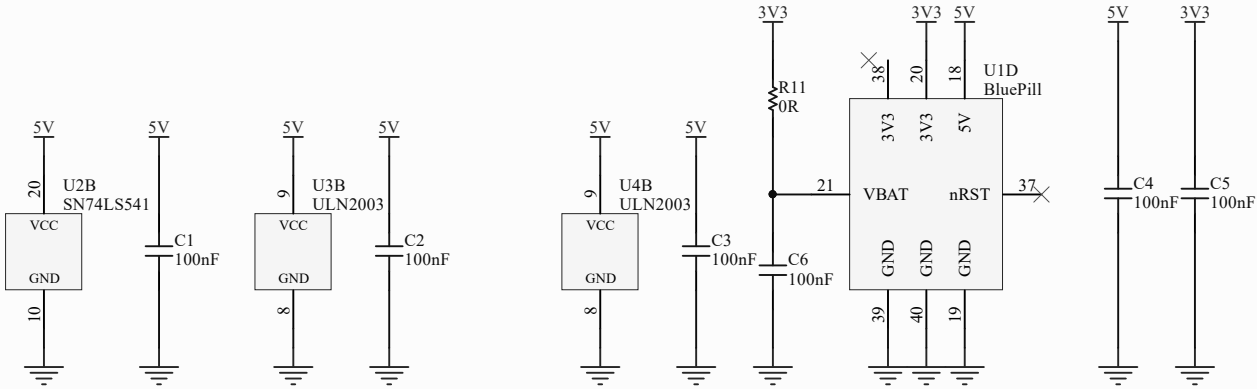 3V3
3V3
5V
5V
3V3
38
20
18
U1D
BluePill
R11
0R
3V3
3V3
5V
5V
5V
5V
5V
5V
5V
20
U2B
SN74LS541
9
U3B
ULN2003
9
U4B
ULN2003
21
VBAT
nRST
37
C4
100nF
C5
100nF
VCC
VCC
VCC
C1
100nF
C2
100nF
C3
100nF
C6
100nF
GND
GND
GND
GND
GND
GND
10
8
8
39
40
19